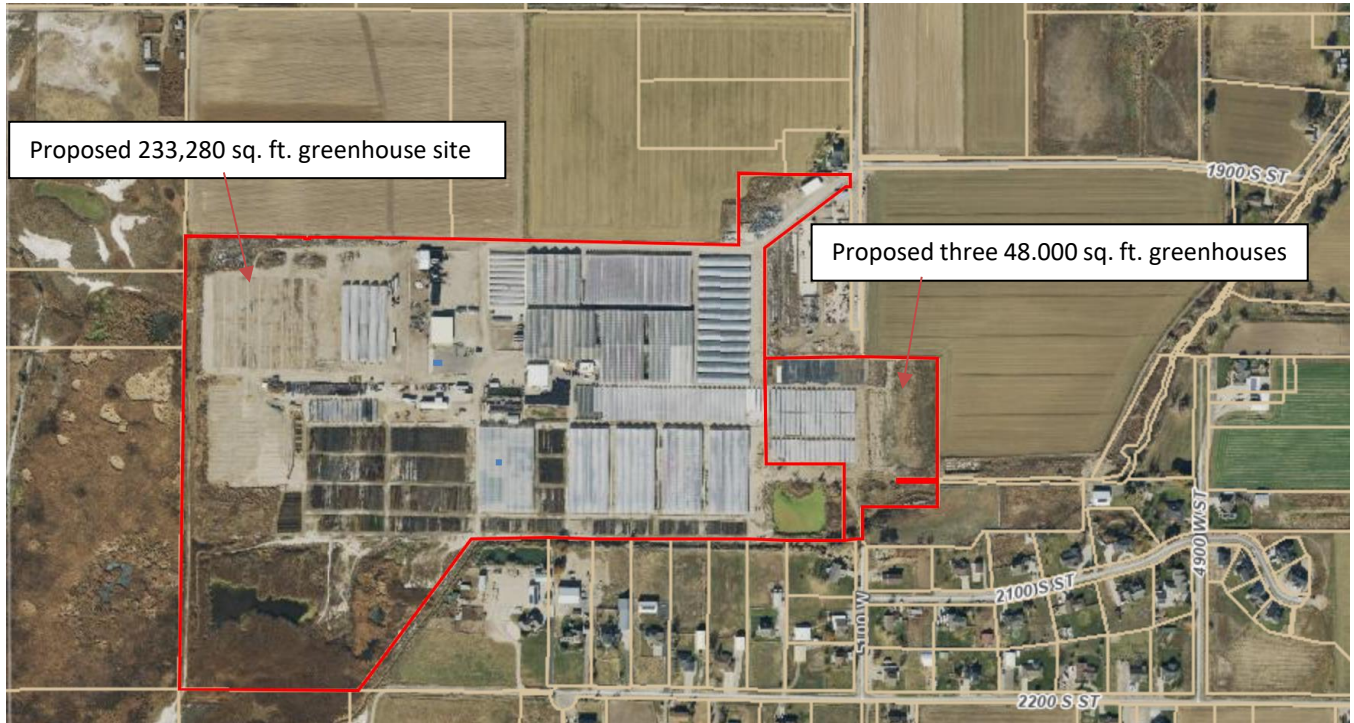 1900 S ST
Proposed 233,280 sq. ft. greenhouse site
Proposed three 48.000 sq. ft. greenhouses
4900 W ST
2100 S ST
5100 W
2200 S ST